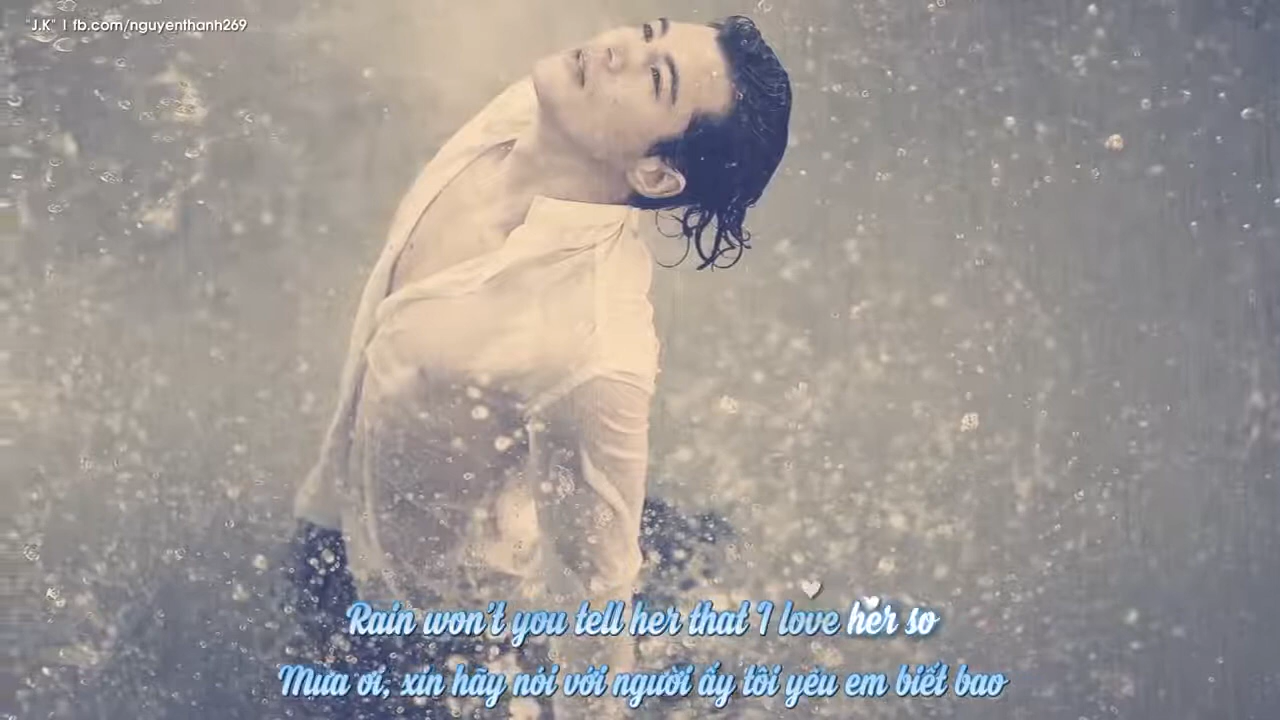 "J.K" | fb.com/nguyenthanh269
Rain won't you tell her that I love her so
Mưa ơi, xin hãy nói với người ấy tôi yêu em biết bao